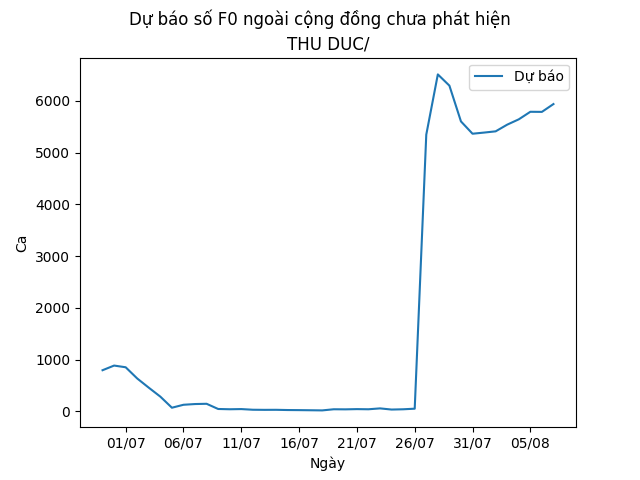 Dự báo số F0 ngoài cộng đồng chưa phát hiện
THU DUC/
Dự báo
6000
5000
4000
3000
2000
1000
0
Ca
01/07 06/07 11/07 16/07 21/07 26/07 31/07 05/08
Ngày